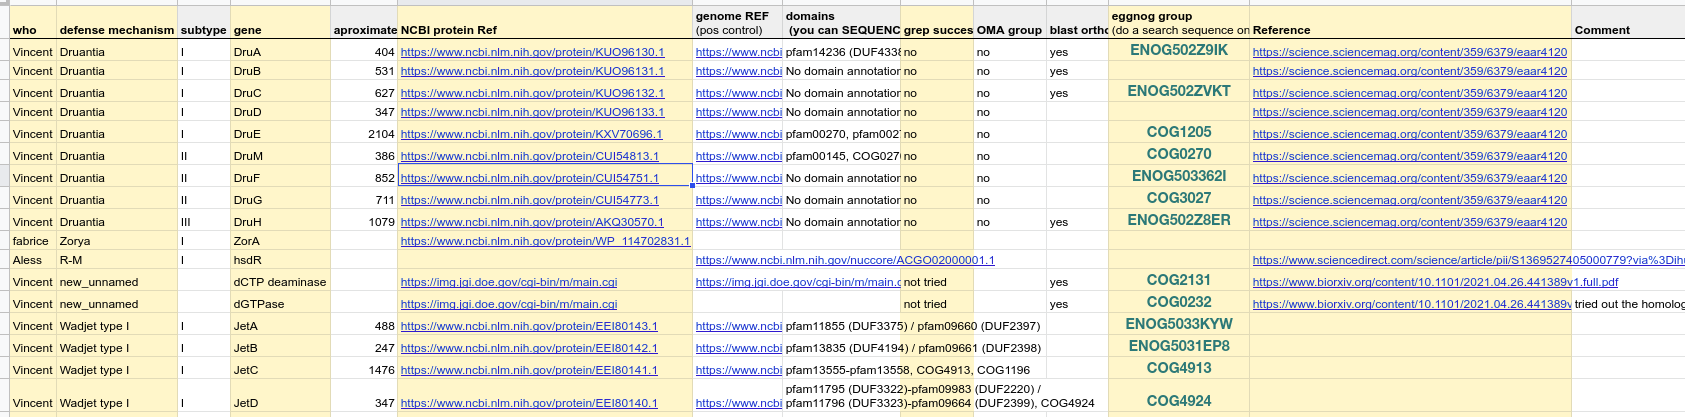 who defense mechanism subtype gene aproximate NCBI protein Ref genome REF (pos control) domains (you can SEQUENC grep succes OMA group blast ortho eggnog group (do a search sequence on Reference Comment
Vincent Druantia I DruA 404 https://www.ncbi.nlm.nih.gov/protein/KUO96130.1 https://www.ncbi pfam14236 (DUF4338 no no yes ENOG502Z9IK https://science.sciencemag.org/content/359/6379/eaar4120
Vincent Druantia I DruB 531 https://www.ncbi.nlm.nih.gov/protein/KUO96131.1 https://www.ncbi No domain annotation no no yes https://science.sciencemag.org/content/359/6379/eaar4120
Vincent Druantia I DruC 627 https://www.ncbi.nlm.nih.gov/protein/KUO96132.1 https://www.ncbi No domain annotation no no yes ENOG502ZVKT https://science.sciencemag.org/content/359/6379/eaar4120
Vincent Druantia I DruD 347 https://www.ncbi.nlm.nih.gov/protein/KUO96133.1 https://www.ncbi No domain annotation no no https://science.sciencemag.org/content/359/6379/eaar4120
Vincent Druantia I DruE 2104 https://www.ncbi.nlm.nih.gov/protein/KXV70696.1 https://www.ncbi pfam00270, pfam0027 no no COG1205 https://science.sciencemag.org/content/359/6379/eaar4120
Vincent Druantia II DruM 386 https://www.ncbi.nlm.nih.gov/protein/CUI54813.1 https://www.ncbi pfam00145, COG0270 no no COG0270 https://science.sciencemag.org/content/359/6379/eaar4120
Vincent Druantia II DruF 852 https://www.ncbi.nlm.nih.gov/protein/CUI54751.1 https://www.ncbi No domain annotation no no ENOG503362I https://science.sciencemag.org/content/359/6379/eaar4120
Vincent Druantia II DruG 711 https://www.ncbi.nlm.nih.gov/protein/CUI54773.1 https://www.ncbi No domain annotation no no COG3027 https://science.sciencemag.org/content/359/6379/eaar4120
Vincent Druantia III DruH 1079 https://www.ncbi.nlm.nih.gov/protein/AKQ30570.1 https://www.ncbi No domain annotation no no yes ENOG502Z8ER https://science.sciencemag.org/content/359/6379/eaar4120
fabrice Zorya I ZorA https://www.ncbi.nlm.nih.gov/protein/WP_114702831.1
Aless R-M I hsdR https://www.ncbi.nlm.nih.gov/nuccore/ACGO02000001.1 https://www.sciencedirect.com/science/article/pii/S1369527405000779?via%3Dihu
Vincent new_unnamed dCTP deaminase https://img.jgi.doe.gov/cgi-bin/m/main.cgi https://img.jgi.doe.gov/cgi-bin/m/main.c not tried yes COG2131 https://www.biorxiv.org/content/10.1101/2021.04.26.441389v1.full.pdf
Vincent new_unnamed dGTPase https://img.jgi.doe.gov/cgi-bin/m/main.cgi not tried yes COG0232 https://www.biorxiv.org/content/10.1101/2021.04.26.441389v tried out the homolog
Vincent Wadjet type I I JetA 488 https://www.ncbi.nlm.nih.gov/protein/EEI80143.1 https://www.ncbi pfam11855 (DUF3375) / pfam09660 (DUF2397) ENOG5033KYW
Vincent Wadjet type I I JetB 247 https://www.ncbi.nlm.nih.gov/protein/EEI80142.1 https://www.ncbi pfam13835 (DUF4194) / pfam09661 (DUF2398) ENOG5031EP8
Vincent Wadjet type I I JetC 1476 https://www.ncbi.nlm.nih.gov/protein/EEI80141.1 https://www.ncbi pfam13555-pfam13558, COG4913, COG1196 COG4913
Vincent Wadjet type I I JetD 347 https://www.ncbi.nlm.nih.gov/protein/EEI80140.1 https://www.ncbi pfam11795 (DUF3322)-pfam09983 (DUF2220) / pfam11796 (DUF3323)-pfam09664 (DUF2399), COG4924 COG4924